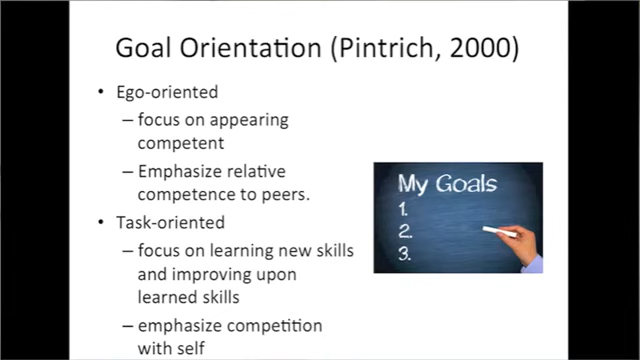 Goal Orientation (Pintrich, 2000)
• Ego-oriented
– focus on appearing
competent
– Emphasize relative
competence to peers.
• Task-oriented
– focus on learning new skills
and improving upon
learned skills
– emphasize competition
with self
My Goals
1.
2.
3.